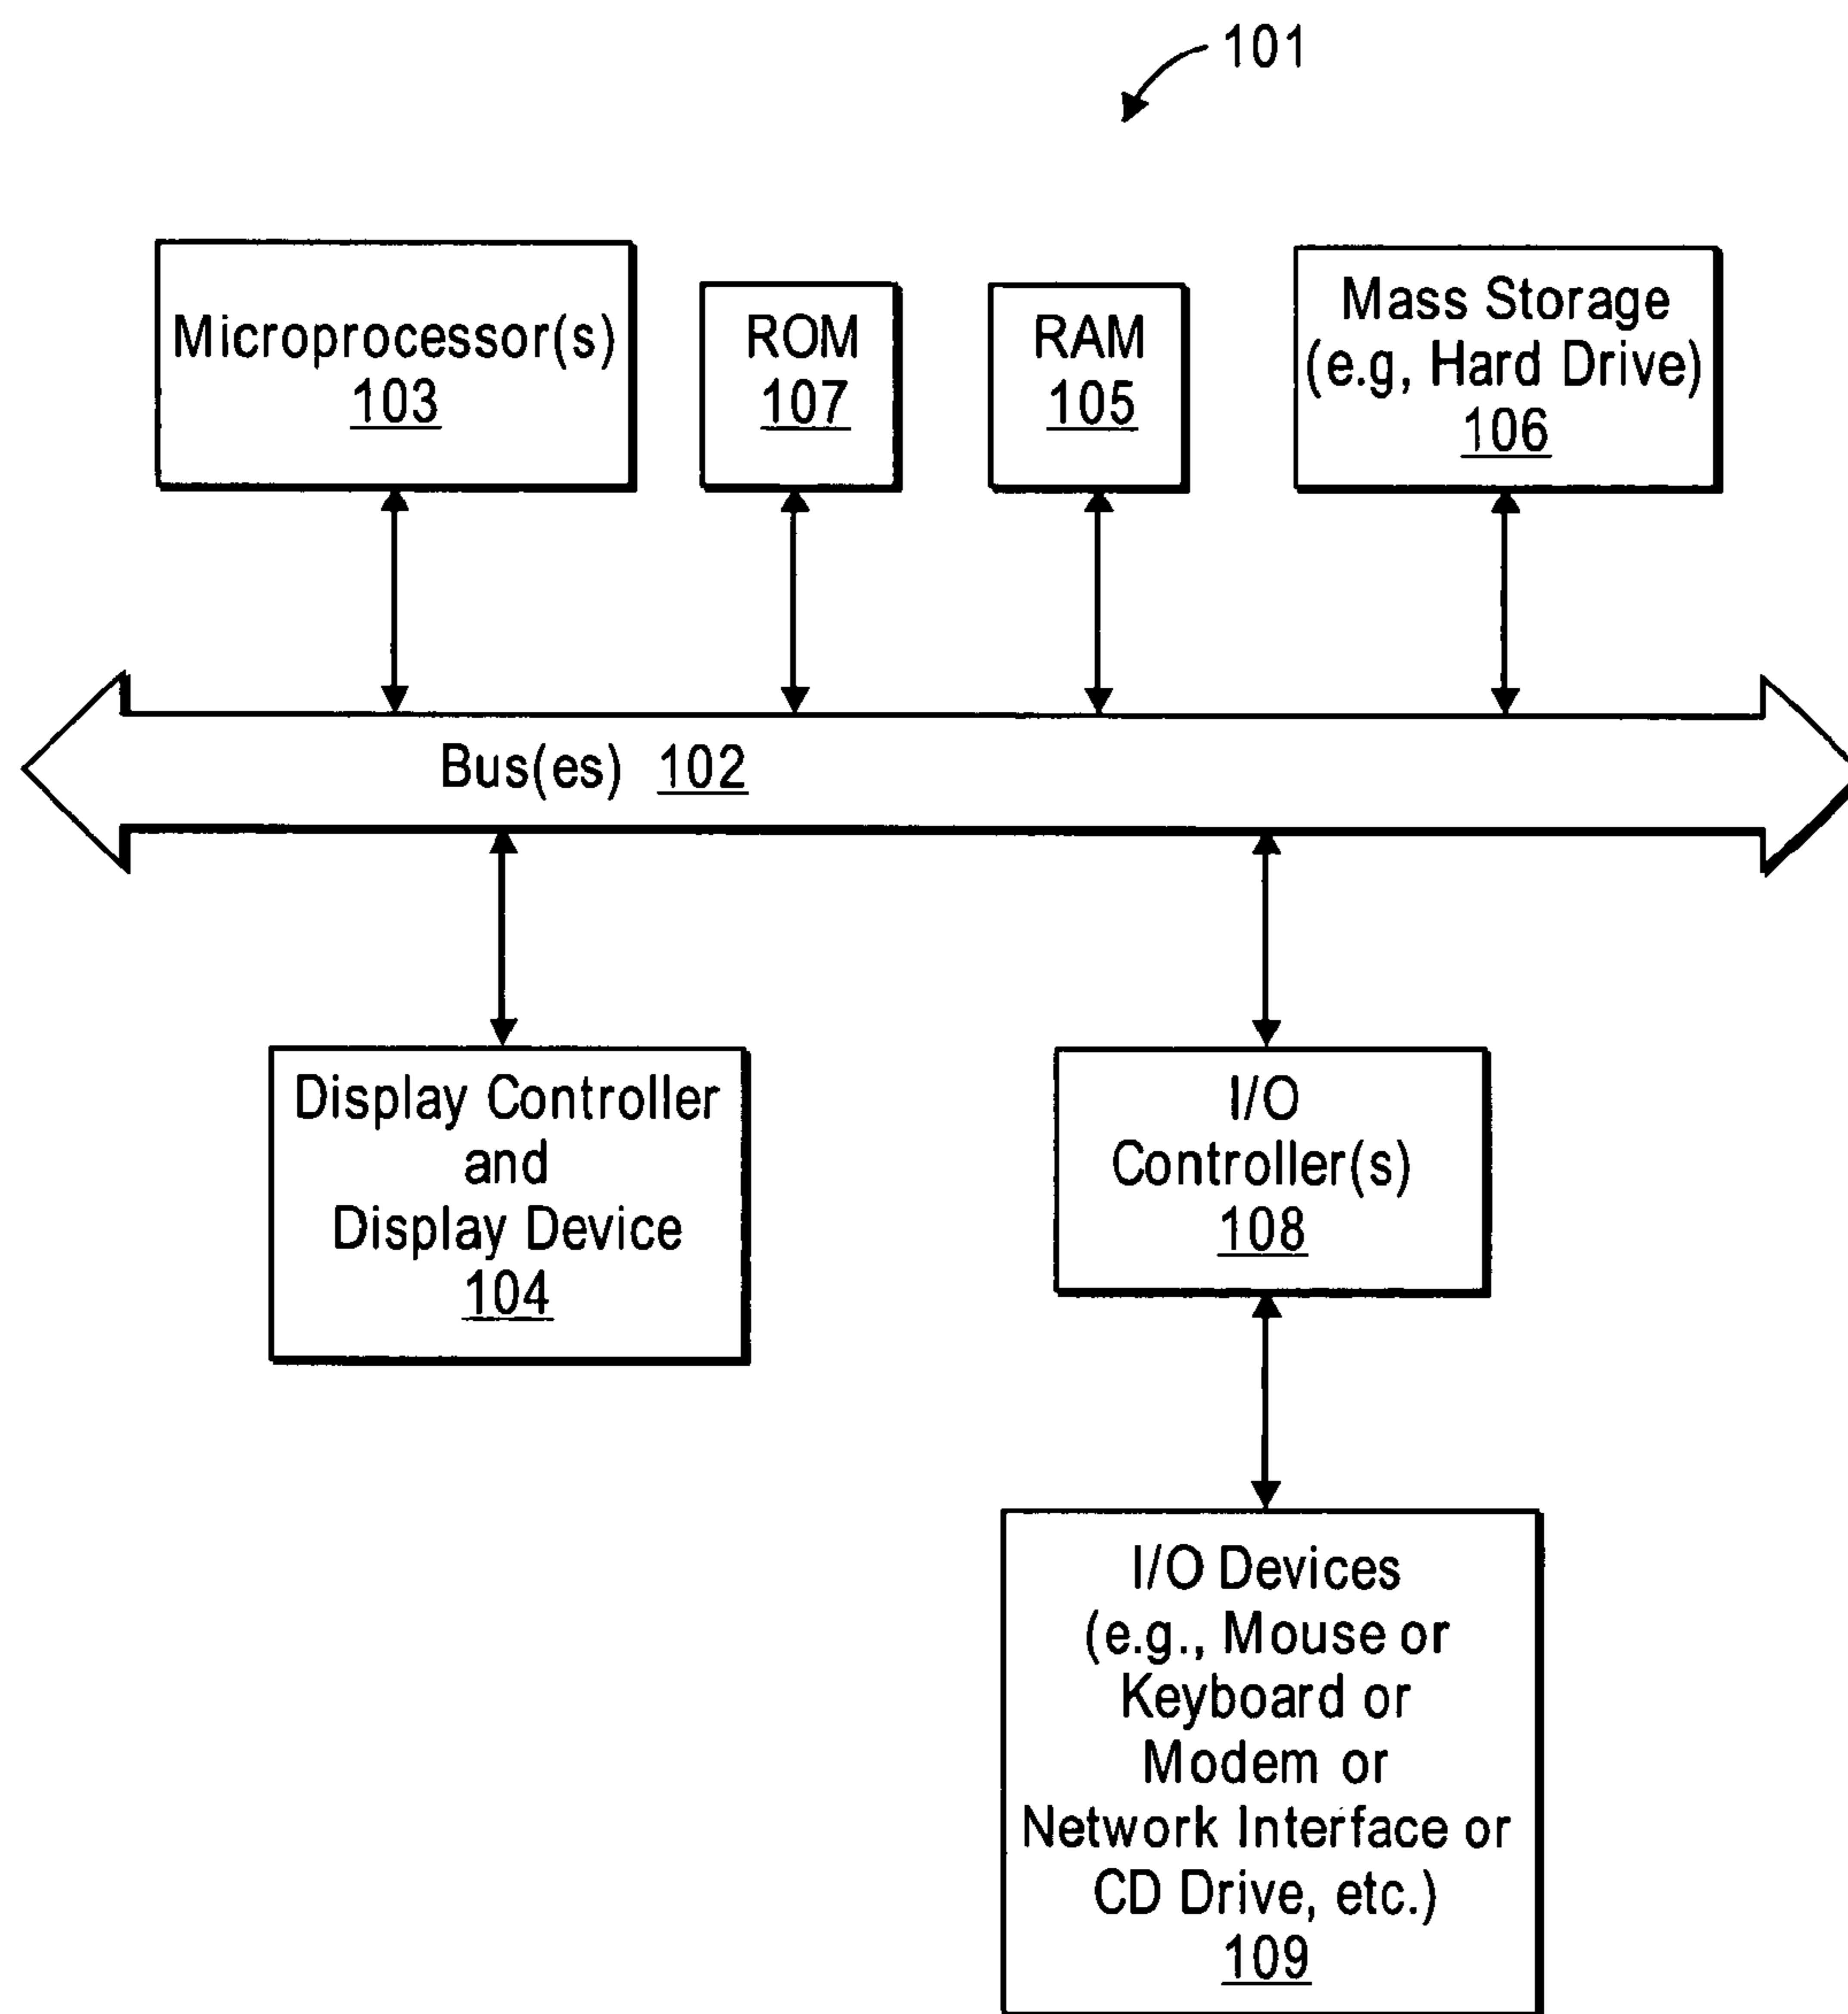 101
Microprocessor(s)
103
ROM
107
RAM
105
Mass Storage
(e.g, Hard Drive)
106
Bus(es) 102
Display Controller
and
Display Device
104
I/O
Controller(s)
108
I/O Devices
(e.g., Mouse or
Keyboard or
Modem or
Network Interface or
CD Drive, etc.)
109